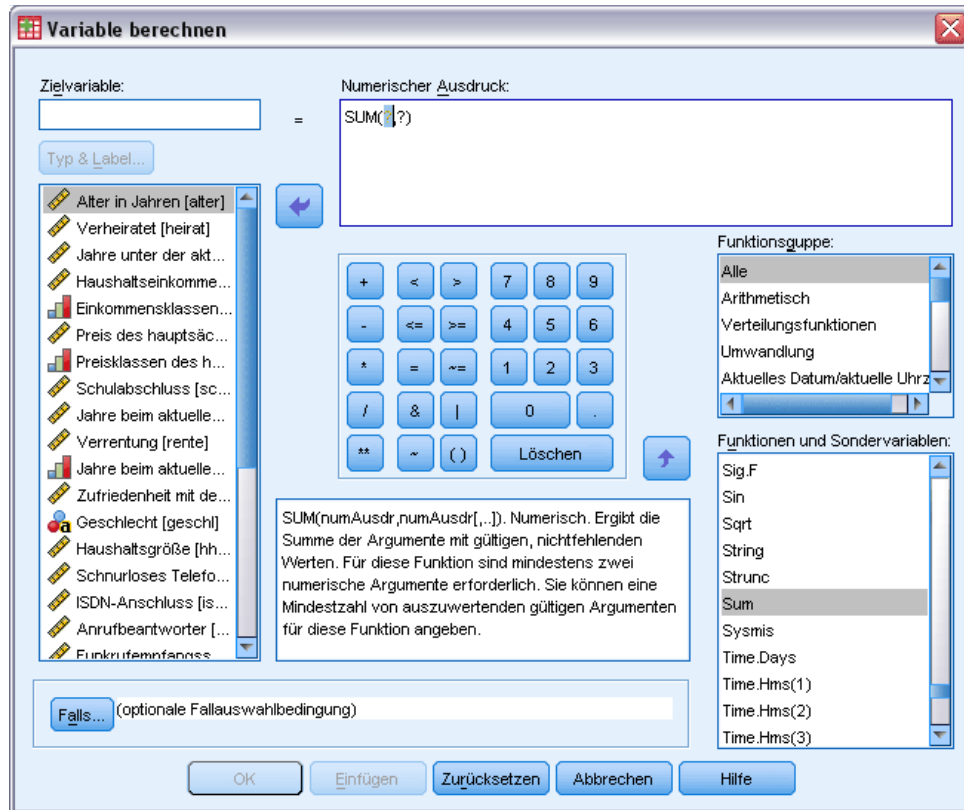 Variable berechnen
Zielvariable:
=
Typ & Label...
Alter in Jahren [alter]
Verheiratet [heirat]
Jahre unter der akt...
Haushaltseinkomme...
Einkommensklassen...
Preis des hauptsäc...
Preisklassen des h...
Schulabschluss [sc...
Jahre beim aktuelle...
Verrentung [rente]
Jahre beim aktuelle...
Zufriedenheit mit de...
Geschlecht [geschl]
Haushaltsgröße [hh...
Schnurloses Telefo...
ISDN-Anschluss [is...
Anrufbeantworter [...
Funkrufempfangss...
Numerischer Ausdruck:
SUM(?,?)
+ < > 7 8 9
- <= >= 4 5 6
* = ~= 1 2 3
/ & | 0 .
** ~ ( ) Löschen
SUM(numAusdr,numAusdr[,..]). Numerisch. Ergibt die
Summe der Argumente mit gültigen, nichtfehlenden
Werten. Für diese Funktion sind mindestens zwei
numerische Argumente erforderlich. Sie können eine
Mindestzahl von auszuwertenden gültigen Argumenten
für diese Funktion angeben.
Funktionsgruppe:
Alle
Arithmetisch
Verteilungsfunktionen
Umwandlung
Aktuelles Datum/aktuelle Uhrz
Funktionen und Sondervariablen:
Sig.F
Sin
Sqrt
String
Strunc
Sum
Sysmis
Time.Days
Time.Hms(1)
Time.Hms(2)
Time.Hms(3)
Falls... (optionale Fallauswahlbedingung)
OK Einfügen Zurücksetzen Abbrechen Hilfe